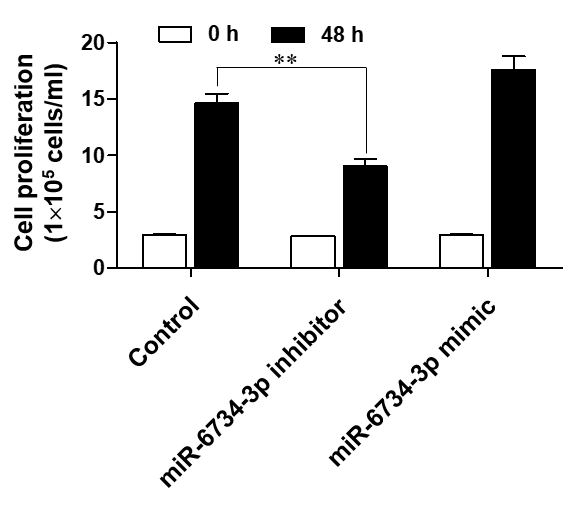 0 h
48 h
**
Cell proliferation
(1×10⁵ cells/ml)
20
15
10
5
0
Control
miR-6734-3p inhibitor
miR-6734-3p mimic